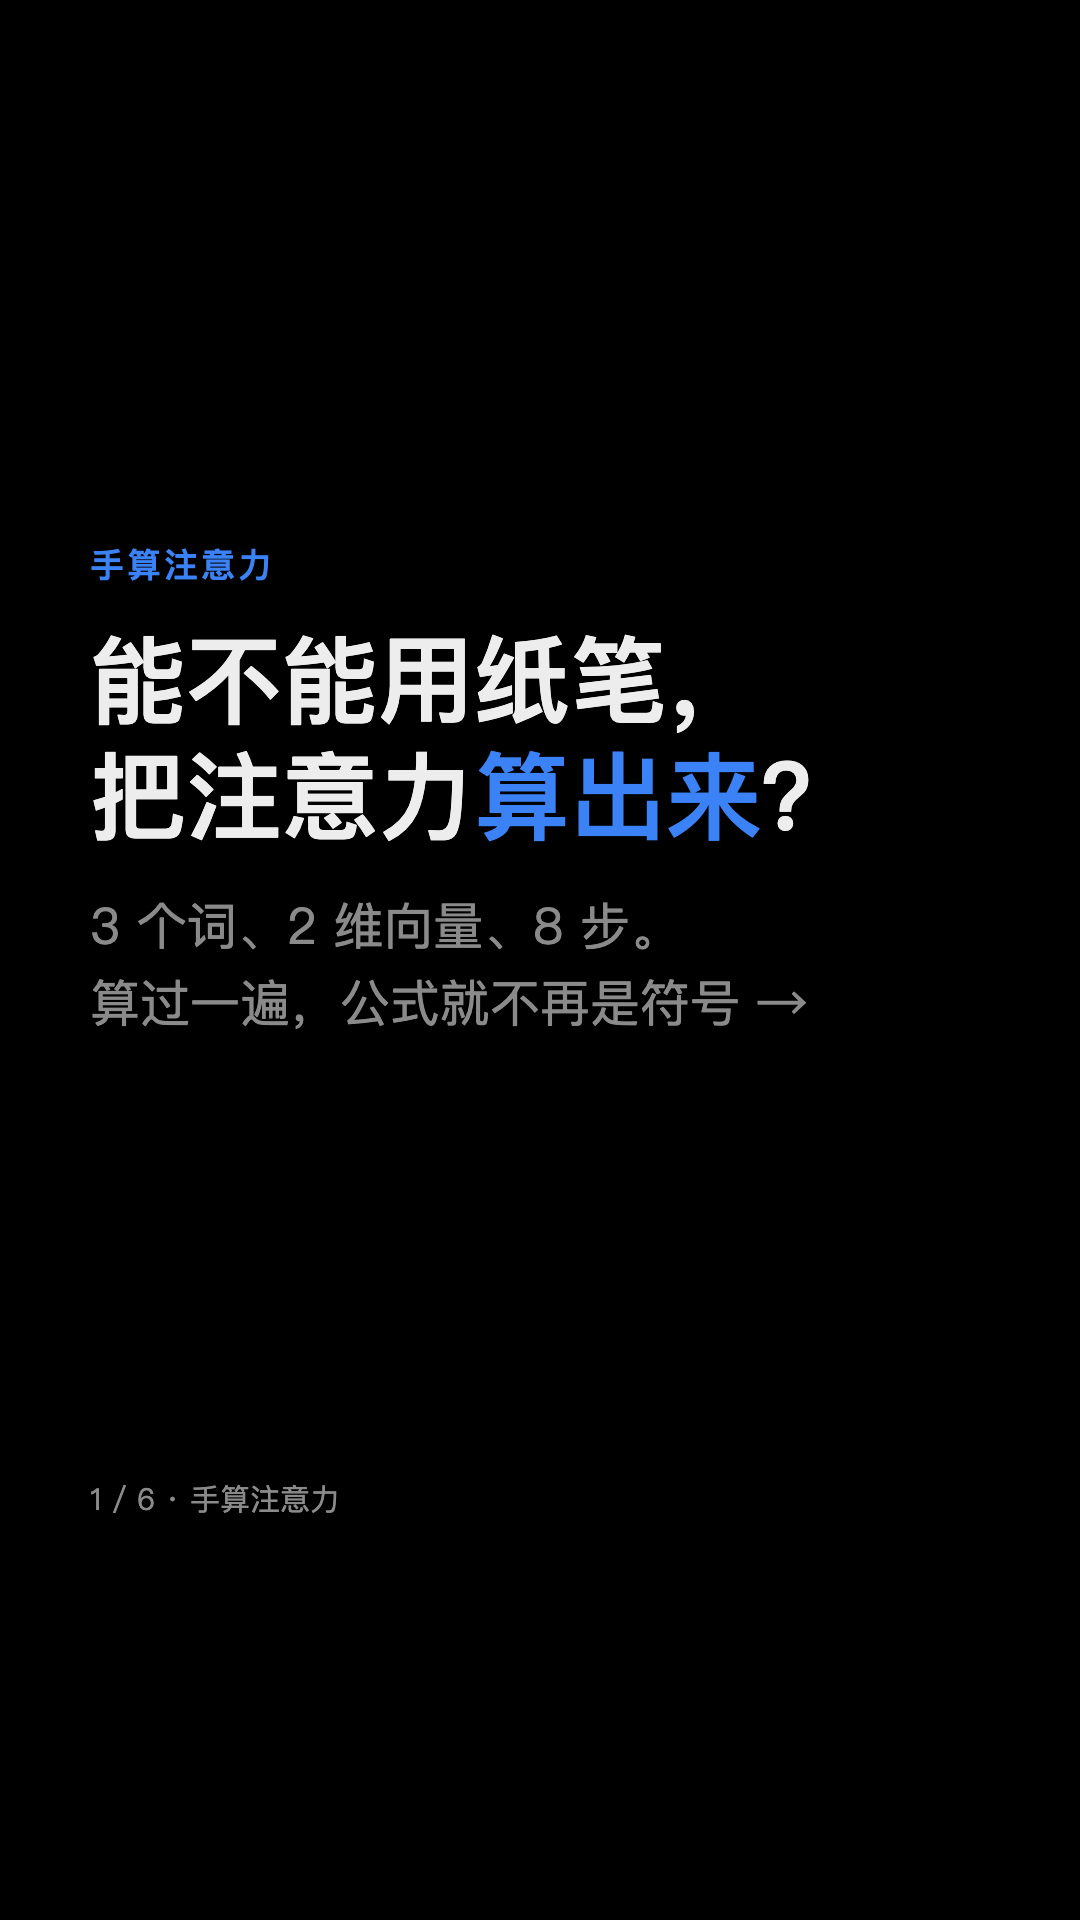 手算注意力
能不能用纸笔，
把注意力算出来？
3 个词、2 维向量、8 步。
算过一遍，公式就不再是符号 →
1 / 6 · 手算注意力